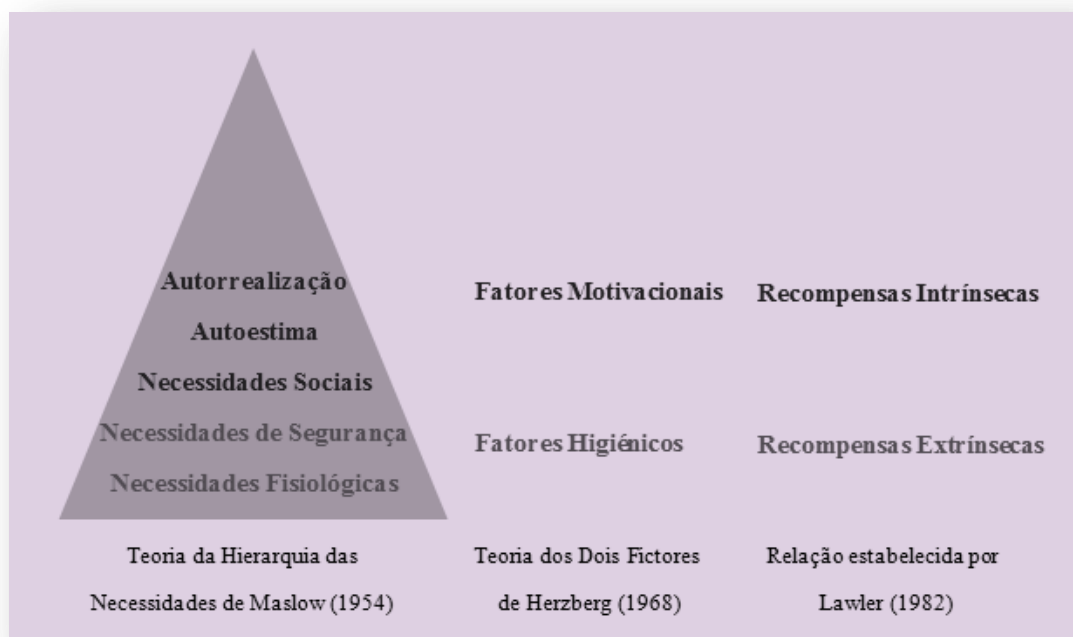 Autorrealização
Fatores Motivacionais
Recompensas Intrínsecas
Autoestima
Necessidades Sociais
Necessidades de Segurança
Fatores Higiénicos
Recompensas Extrínsecas
Necessidades Fisiológicas
Teoria da Hierarquia das
Necessidades de Maslow (1954)
Teoria dos Dois Fictores
de Herzberg (1968)
Relação estabelecida por
Lawler (1982)